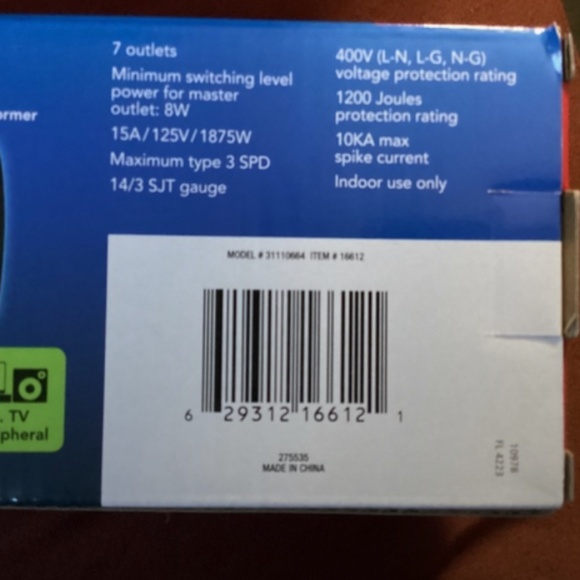 7 outlets
Minimum switching level
power for master
outlet: 8W
15A/125V/1875W
Maximum type 3 SPD
14/3 SJT gauge
400V (L-N, L-G, N-G)
voltage protection rating
1200 Joules
protection rating
10KA max
spike current
Indoor use only
ormer
MODEL # 31110664 ITEM # 16612
6 29312 16612 1
275535
MADE IN CHINA
TV
pheral
10978
FL 4223